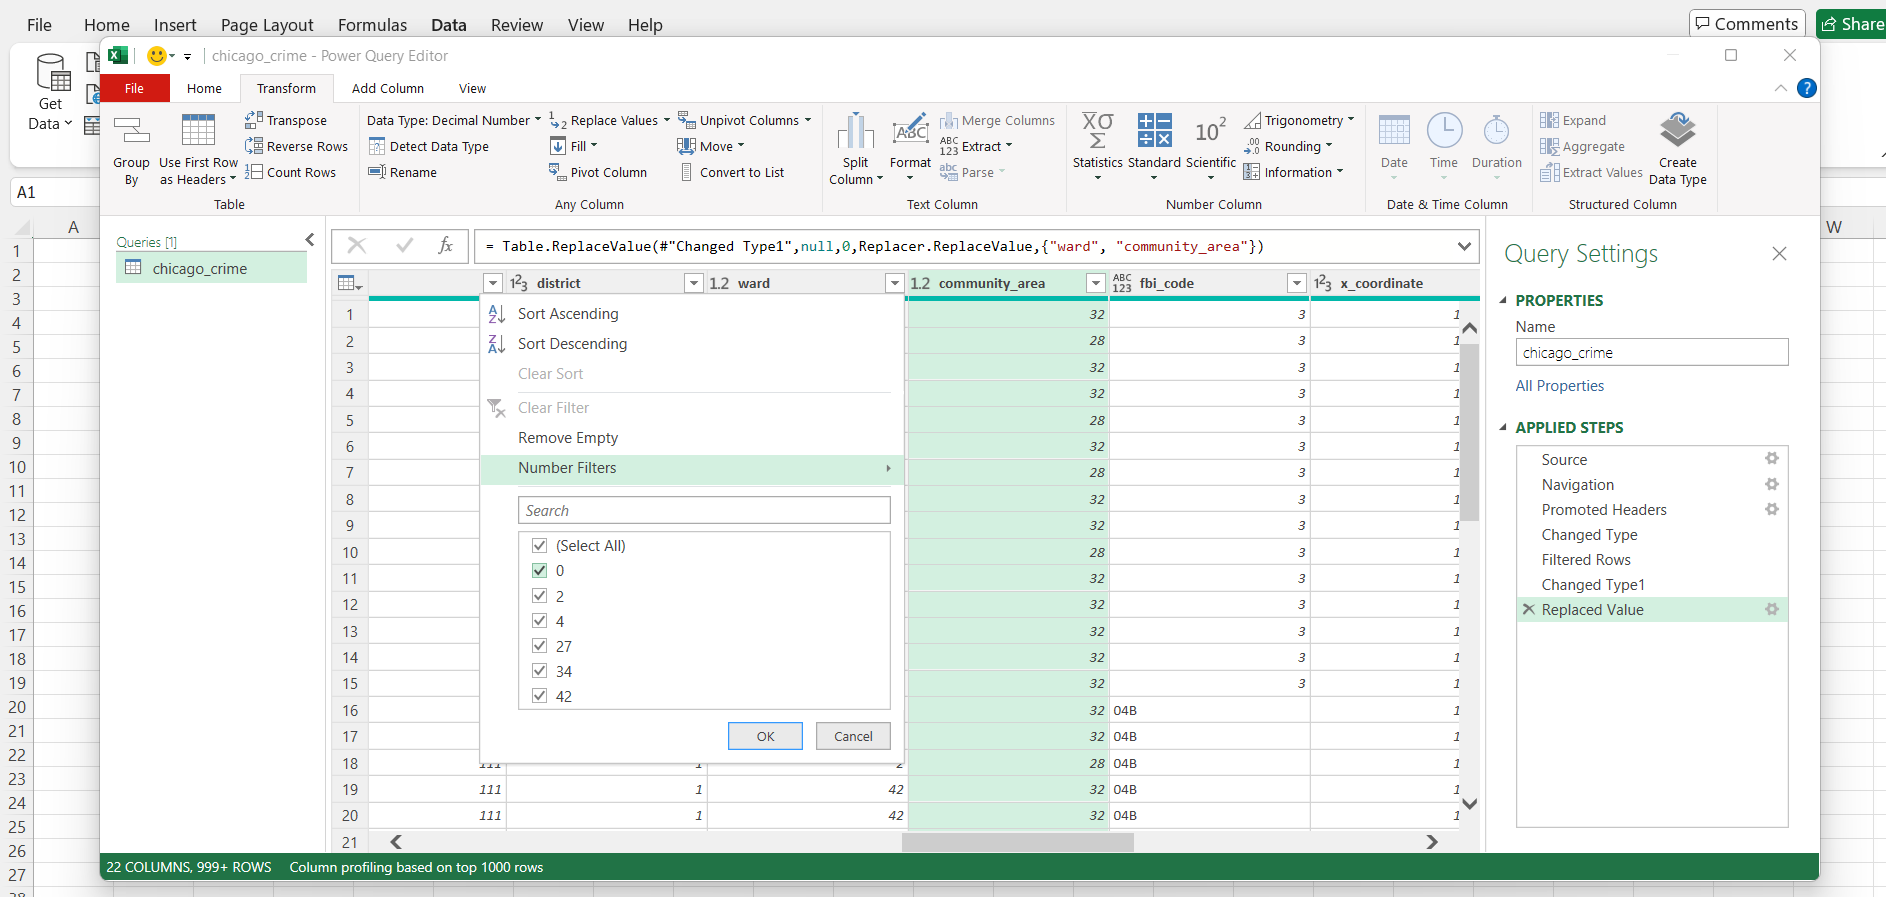 File Home Insert Page Layout Formulas Data Review View Help
Comments Share
chicago_crime - Power Query Editor
File Home Transform Add Column View
Get Data
Group By
Use First Row as Headers
Transpose
Reverse Rows
Count Rows
Table
Data Type: Decimal Number
Detect Data Type
Rename
Replace Values
Fill
Pivot Column
Unpivot Columns
Move
Convert to List
Any Column
Split Column
Format
Merge Columns
Extract
Parse
Text Column
Statistics
Standard
Scientific
Trigonometry
Rounding
Information
Number Column
Date
Time
Duration
Date & Time Column
Expand
Aggregate
Extract Values
Create Data Type
Structured Column
A1
A W
1
2
3
4
5
6
7
8
9
10
11
12
13
14
15
16
17
18
19
20
21
22
23
24
25
26
27
Queries [1]
chicago_crime
fx = Table.ReplaceValue(#"Changed Type1",null,0,Replacer.ReplaceValue,{"ward", "community_area"})
123 district 1.2 ward 1.2 community_area ABC 123 fbi_code 123 x_coordinate
1 32 3 1
2 28 3 1
3 32 3 1
4 32 3 1
5 28 3 1
6 32 3 1
7 28 3 1
8 32 3 1
9 32 3 1
10 28 3 1
11 32 3 1
12 32 3 1
13 32 3 1
14 32 3 1
15 32 3 1
16 32 04B 1
17 32 04B 1
18 111 1 2 28 04B 1
19 111 1 42 32 04B 1
20 111 1 42 32 04B 1
21
Sort Ascending
Sort Descending
Clear Sort
Clear Filter
Remove Empty
Number Filters
Search
(Select All)
0
2
4
27
34
42
OK Cancel
Query Settings
PROPERTIES
Name
chicago_crime
All Properties
APPLIED STEPS
Source
Navigation
Promoted Headers
Changed Type
Filtered Rows
Changed Type1
Replaced Value
22 COLUMNS, 999+ ROWS Column profiling based on top 1000 rows